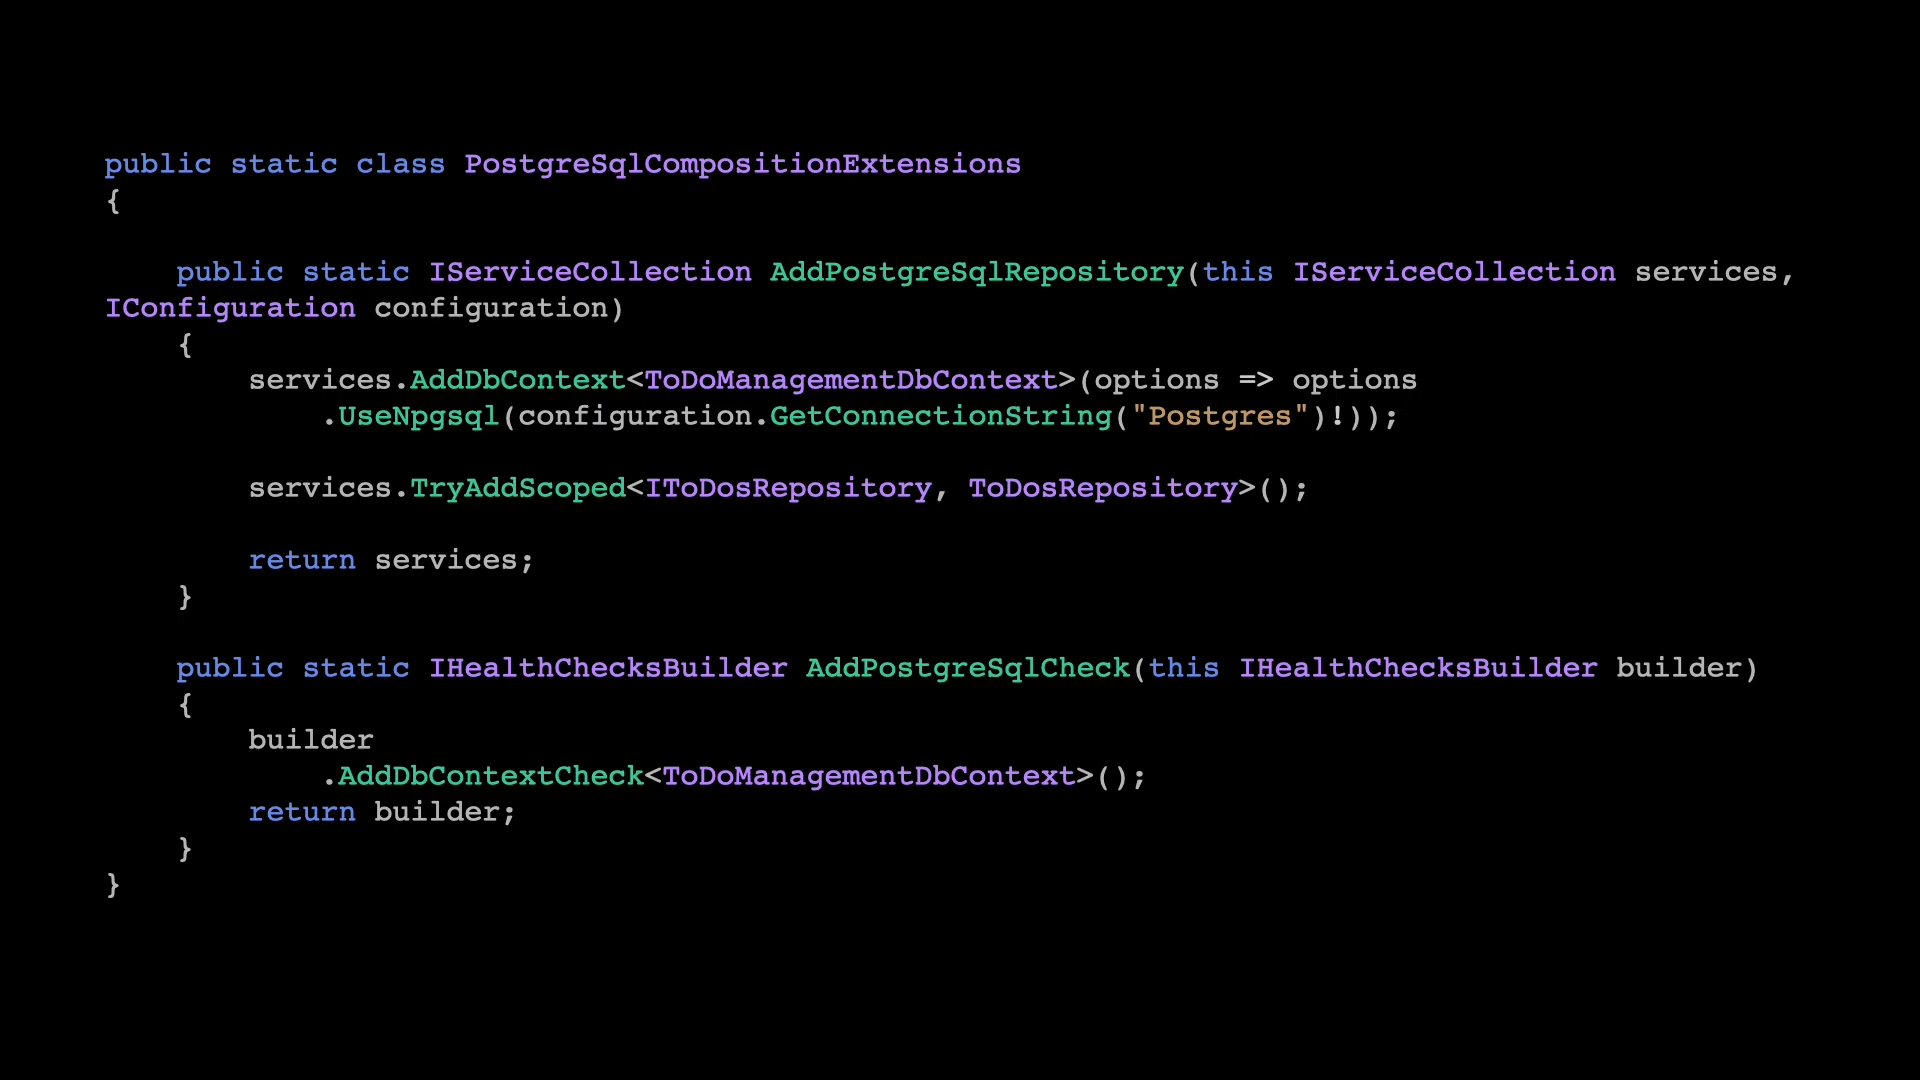 public static class PostgreSqlCompositionExtensions
{
    public static IServiceCollection AddPostgreSqlRepository(this IServiceCollection services,
IConfiguration configuration)
    {
        services.AddDbContext<ToDoManagementDbContext>(options => options
            .UseNpgsql(configuration.GetConnectionString("Postgres")!));
        services.TryAddScoped<IToDosRepository, ToDosRepository>();
        return services;
    }
    public static IHealthChecksBuilder AddPostgreSqlCheck(this IHealthChecksBuilder builder)
    {
        builder
            .AddDbContextCheck<ToDoManagementDbContext>();
        return builder;
    }
}